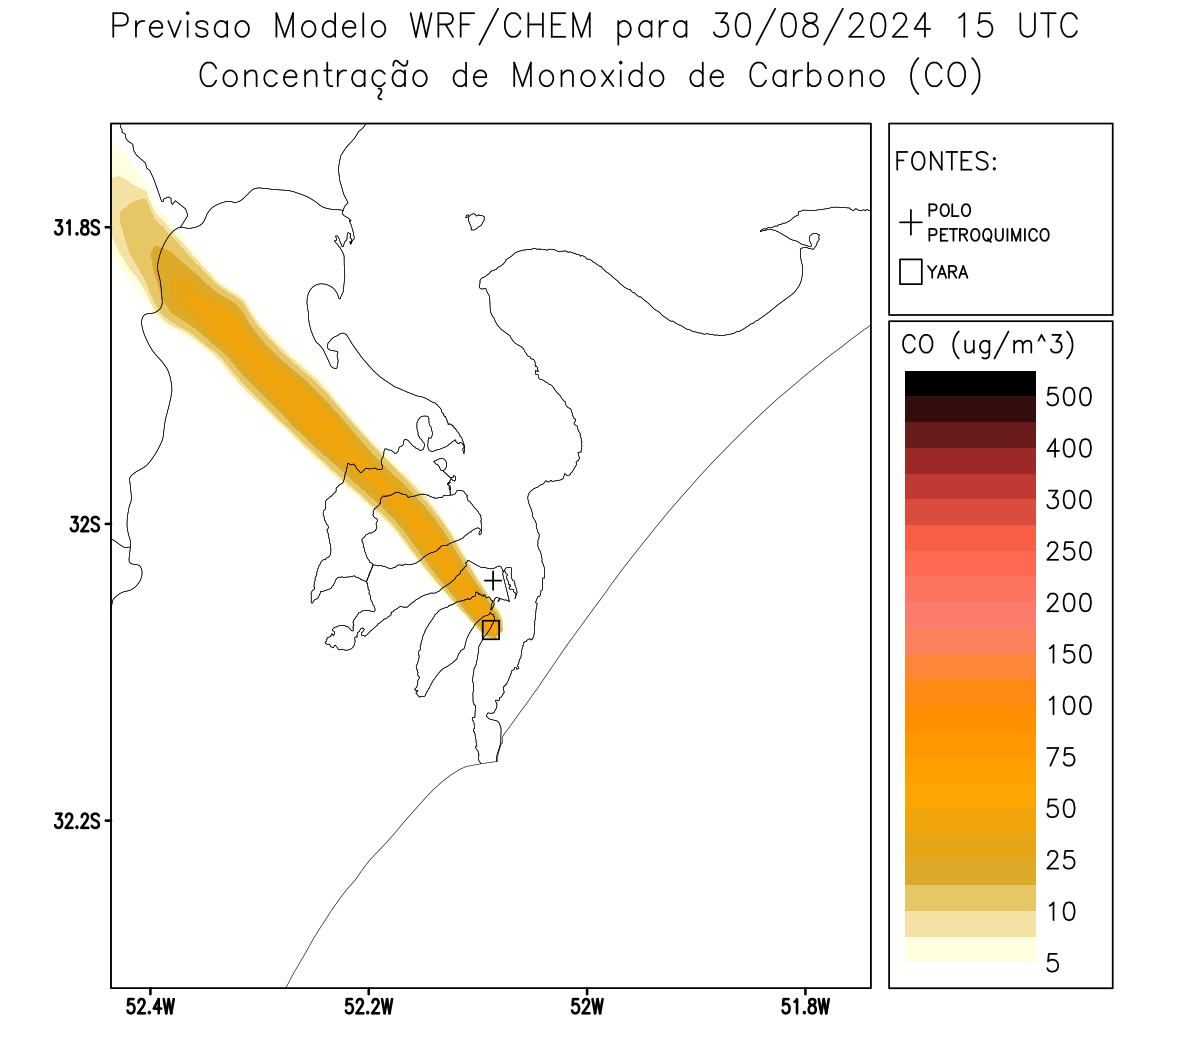 Previsao Modelo WRF/CHEM para 30/08/2024 15 UTC
Concentração de Monoxido de Carbono (CO)
FONTES:
POLO
PETROQUIMICO
YARA
CO (ug/m^3)
500
400
300
250
200
150
100
75
50
25
10
5
31.8S
32S
32.2S
52.4W
52.2W
52W
51.8W